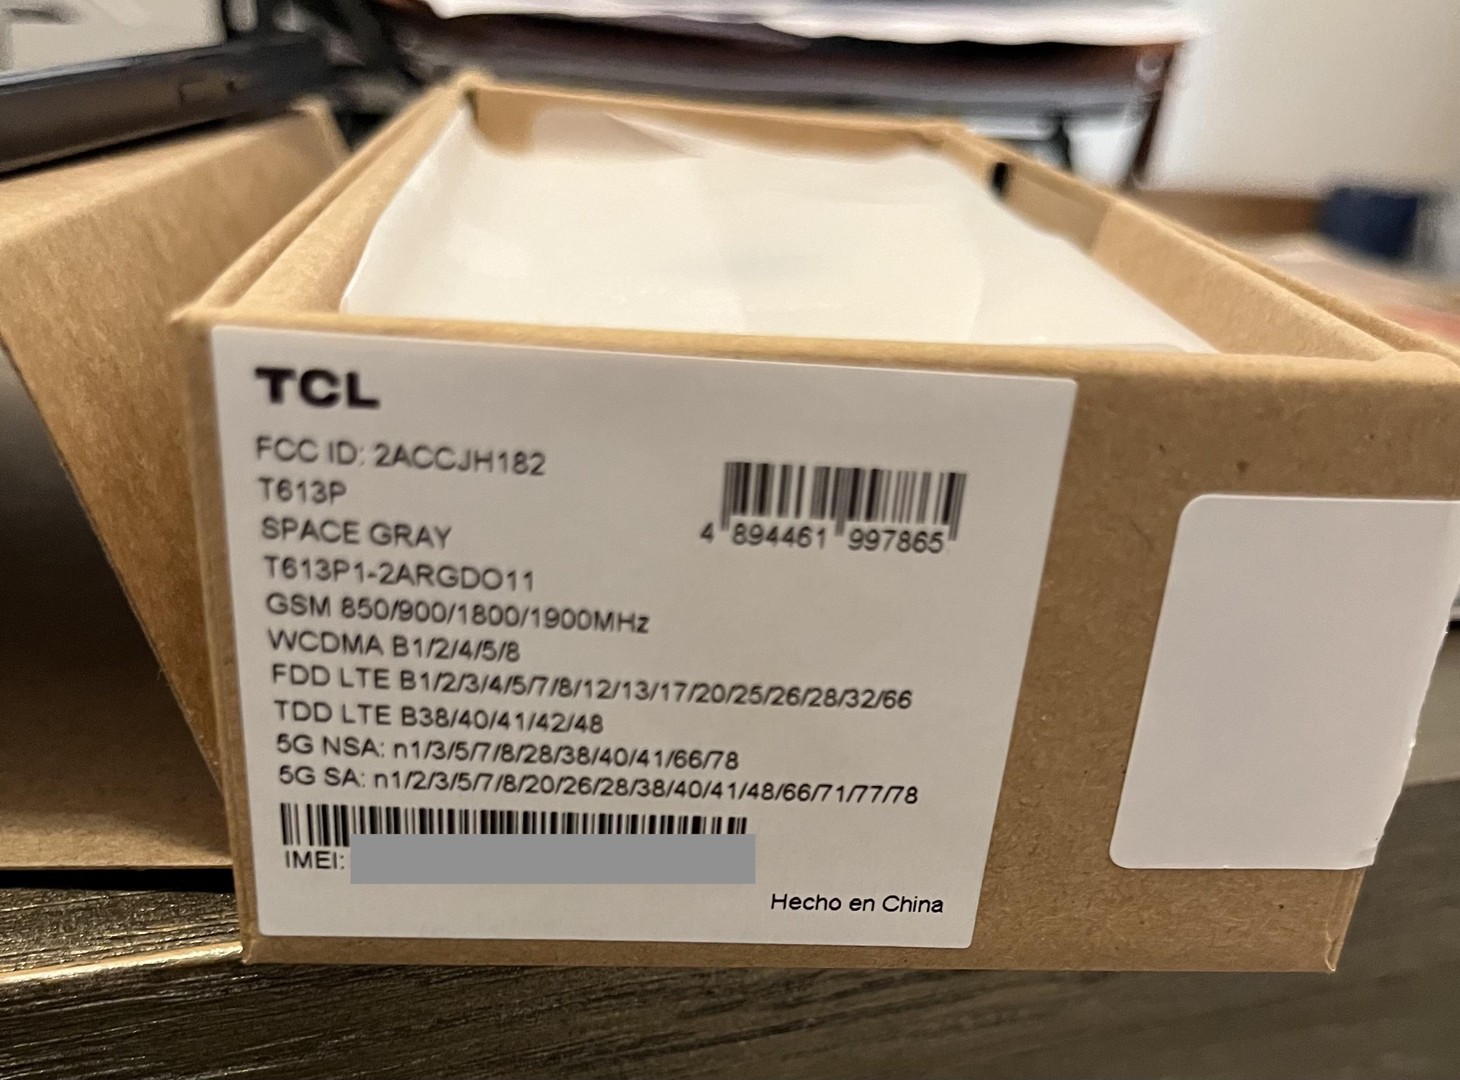 TCL
FCC ID: 2ACCJH182
T613P
SPACE GRAY
T613P1-2ARGDO11
GSM 850/900/1800/1900MHz
WCDMA B1/2/4/5/8
FDD LTE B1/2/3/4/5/7/8/12/13/17/20/25/26/28/32/66
TDD LTE B38/40/41/42/48
5G NSA: n1/3/5/7/8/28/38/40/41/66/78
5G SA: n1/2/3/5/7/8/20/26/28/38/40/41/48/66/71/77/78
4 894461 997865
IMEI:
Hecho en China